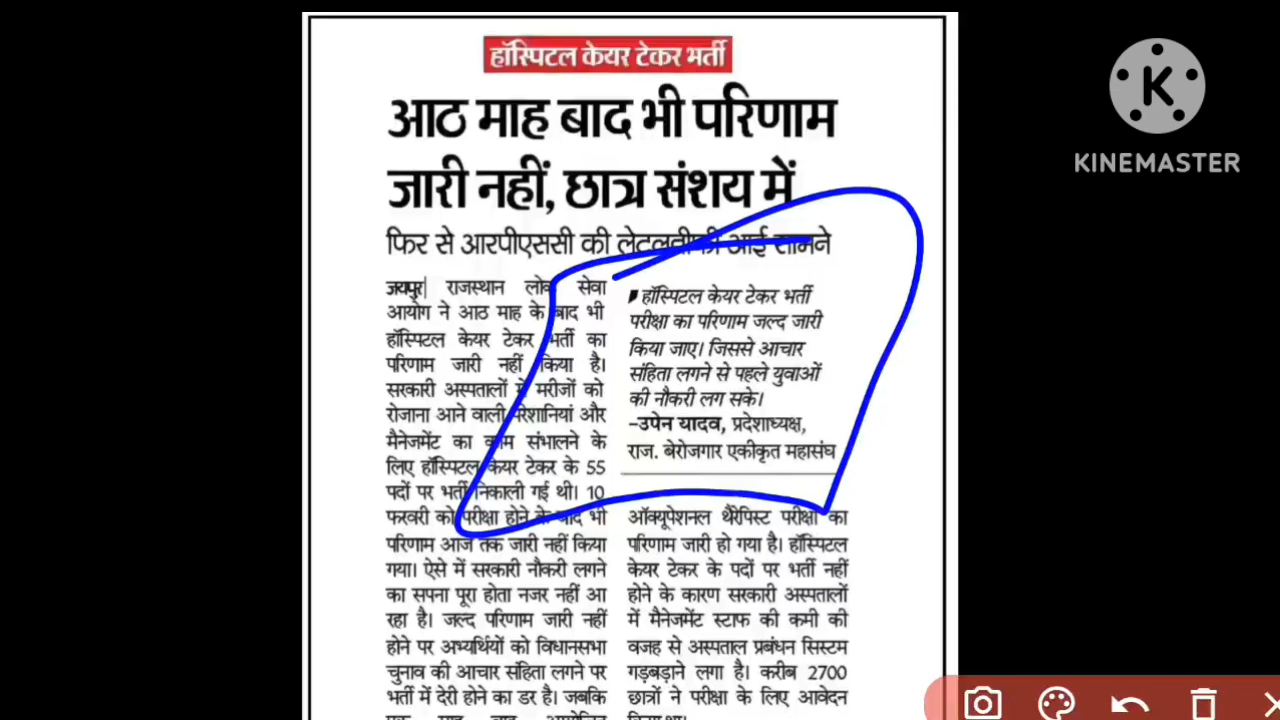 हॉस्पिटल केयर टेकर भर्ती
आठ माह बाद भी परिणाम
जारी नहीं, छात्र संशय में
फिर से आरपीएससी की लेटलतीफी आई सामने
जयपुर| राजस्थान लोक सेवा
आयोग ने आठ माह के बाद भी
हॉस्पिटल केयर टेकर भर्ती का
परिणाम जारी नहीं किया है।
सरकारी अस्पतालों में मरीजों को
रोजाना आने वाली परेशानियां और
मैनेजमेंट का काम संभालने के
लिए हॉस्पिटल केयर टेकर के 55
पदों पर भर्ती निकाली गई थी। 10
फरवरी को परीक्षा होने के बाद भी
परिणाम आज तक जारी नहीं किया
गया। ऐसे में सरकारी नौकरी लगने
का सपना पूरा होता नजर नहीं आ
रहा है। जल्द परिणाम जारी नहीं
होने पर अभ्यर्थियों को विधानसभा
चुनाव की आचार संहिता लगने पर
भर्ती में देरी होने का डर है। जबकि
हॉस्पिटल केयर टेकर भर्ती
परीक्षा का परिणाम जल्द जारी
किया जाए। जिससे आचार
संहिता लगने से पहले युवाओं
की नौकरी लग सके।
-उपेन यादव, प्रदेशाध्यक्ष,
राज. बेरोजगार एकीकृत महासंघ
ऑक्यूपेशनल थैरेपिस्ट परीक्षा का
परिणाम जारी हो गया है। हॉस्पिटल
केयर टेकर के पदों पर भर्ती नहीं
होने के कारण सरकारी अस्पतालों
में मैनेजमेंट स्टाफ की कमी की
वजह से अस्पताल प्रबंधन सिस्टम
गड़बड़ाने लगा है। करीब 2700
छात्रों ने परीक्षा के लिए आवेदन
K
KINEMASTER